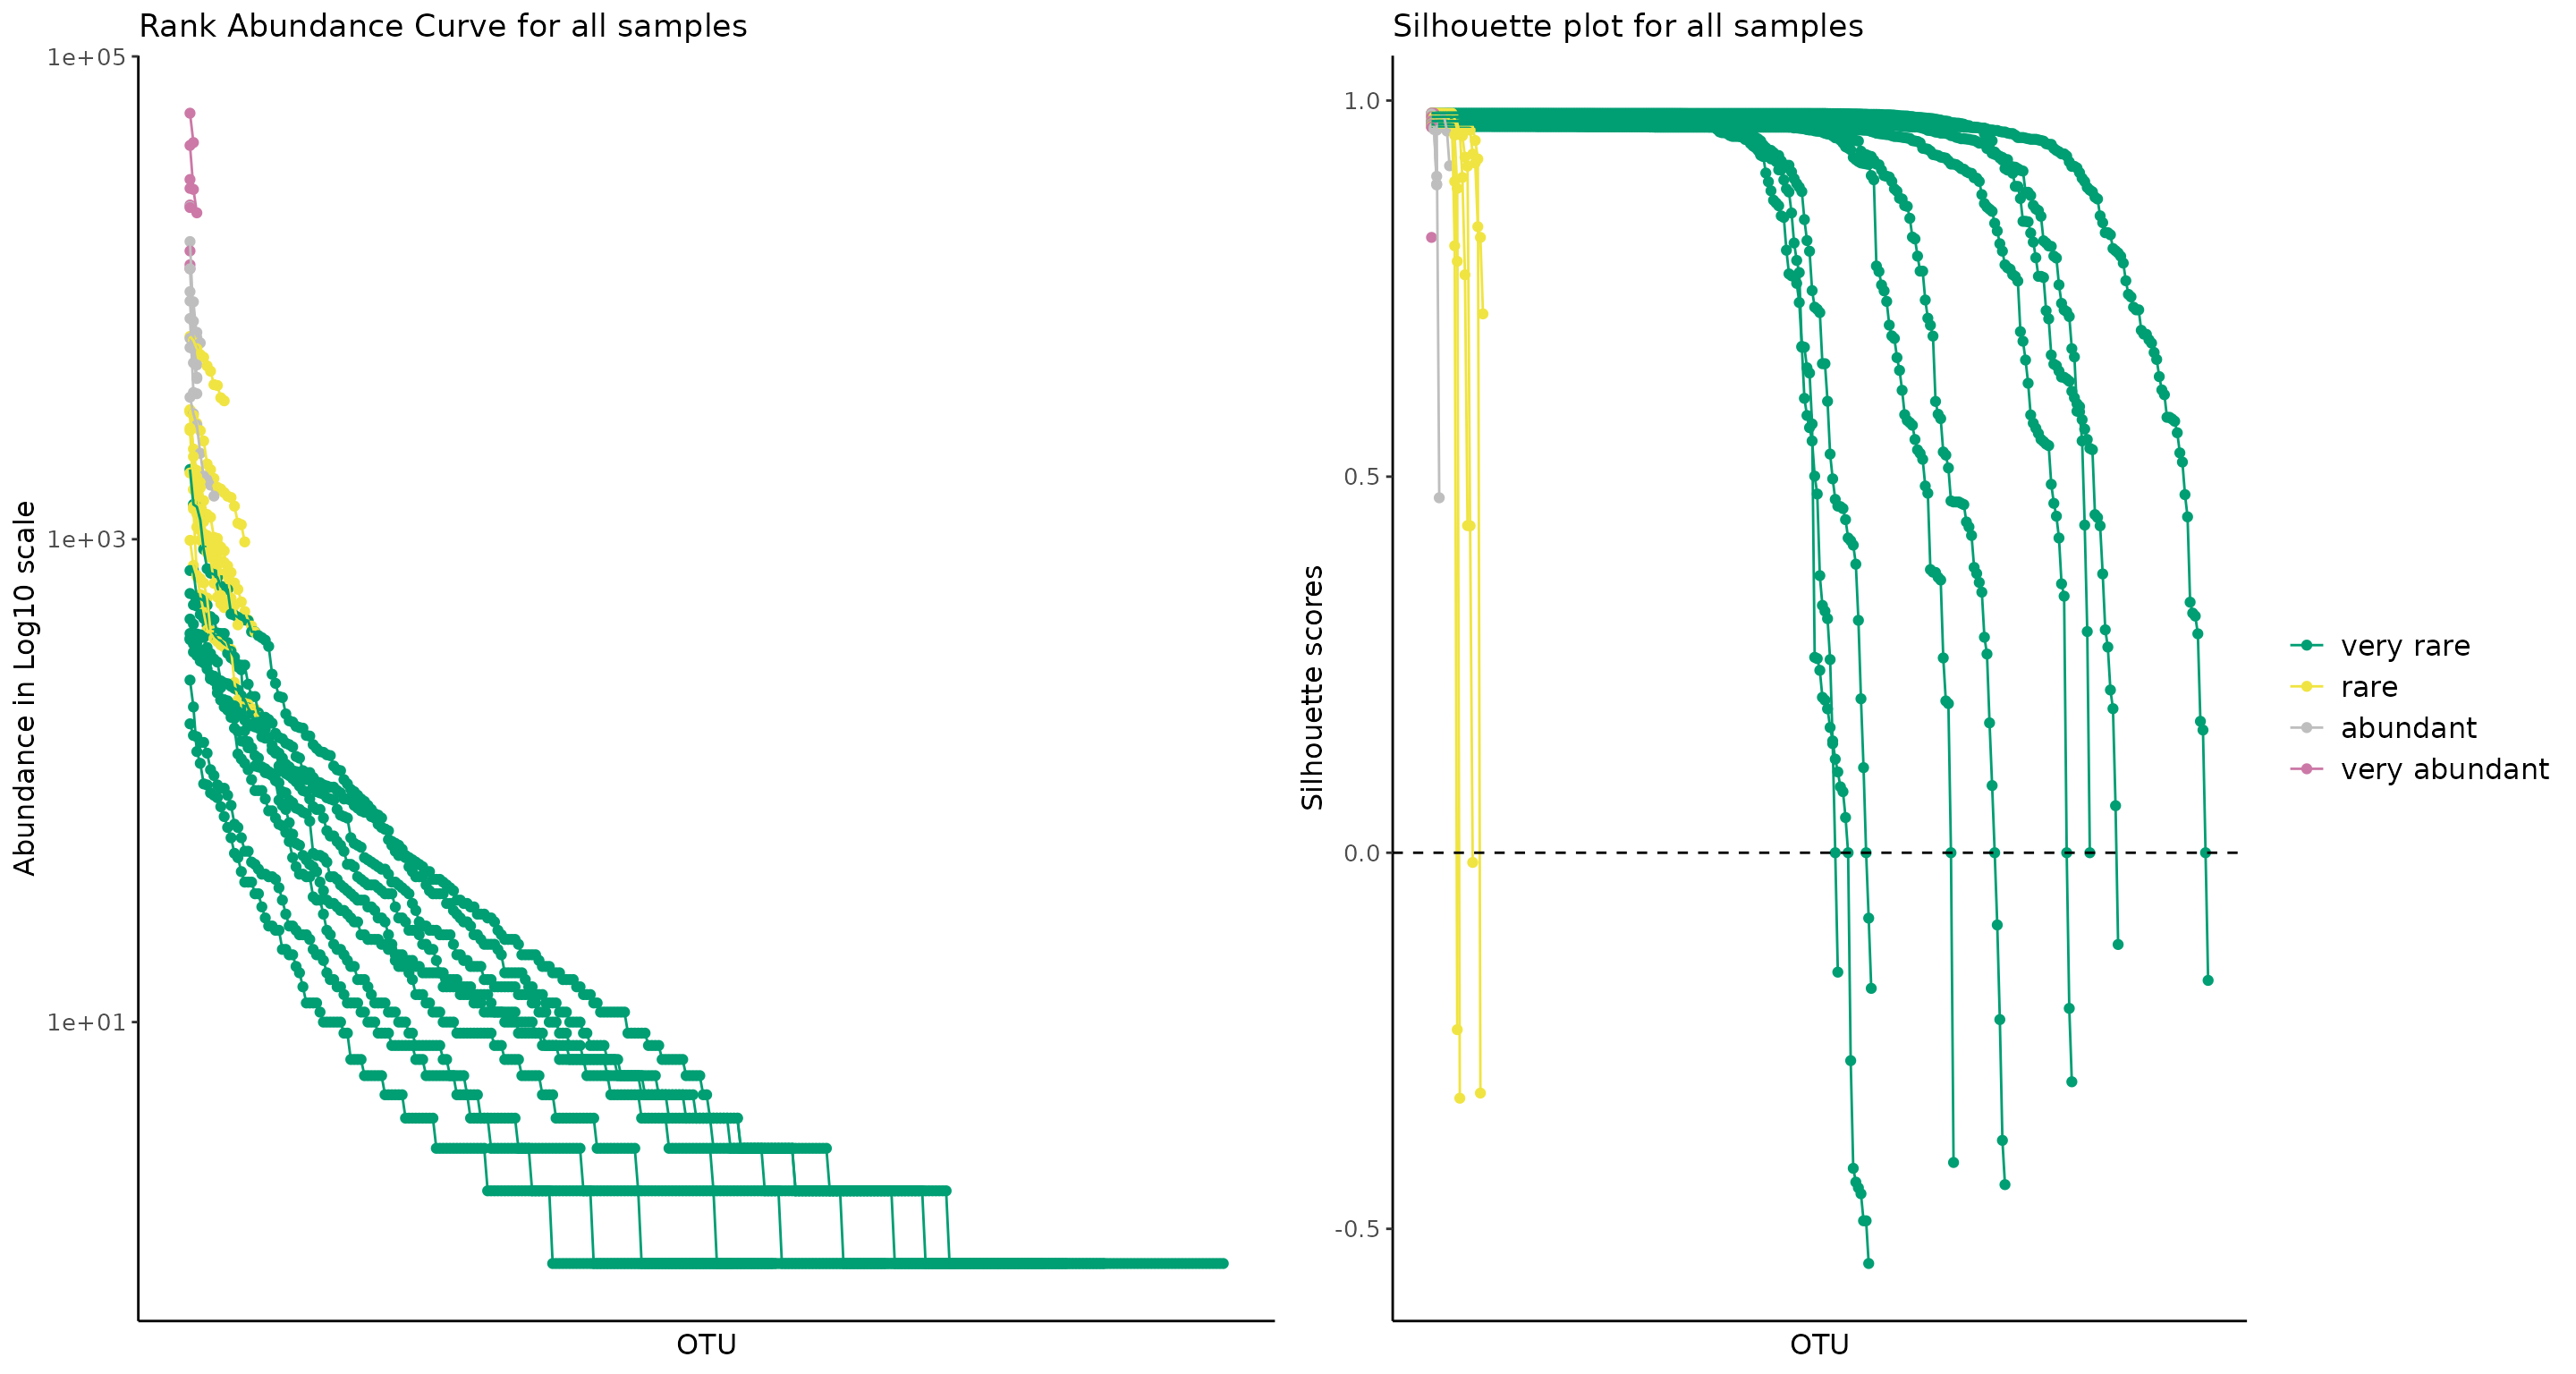 Rank Abundance Curve for all samples
1e+05
1e+03
1e+01
Abundance in Log10 scale
OTU
Silhouette plot for all samples
1.0
0.5
0.0
-0.5
Silhouette scores
OTU
very rare
rare
abundant
very abundant